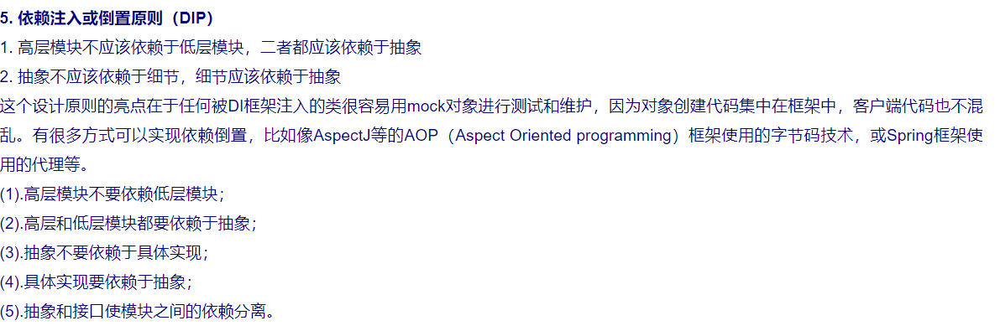 5. 依赖注入或倒置原则（DIP）
1. 高层模块不应该依赖于低层模块，二者都应该依赖于抽象
2. 抽象不应该依赖于细节，细节应该依赖于抽象
这个设计原则的亮点在于任何被DI框架注入的类很容易用mock对象进行测试和维护，因为对象创建代码集中在框架中，客户端代码也不混
乱。有很多方式可以实现依赖倒置，比如像AspectJ等的AOP（Aspect Oriented programming）框架使用的字节码技术，或Spring框架使
用的代理等。
(1).高层模块不要依赖低层模块；
(2).高层和低层模块都要依赖于抽象；
(3).抽象不要依赖于具体实现；
(4).具体实现要依赖于抽象；
(5).抽象和接口使模块之间的依赖分离。